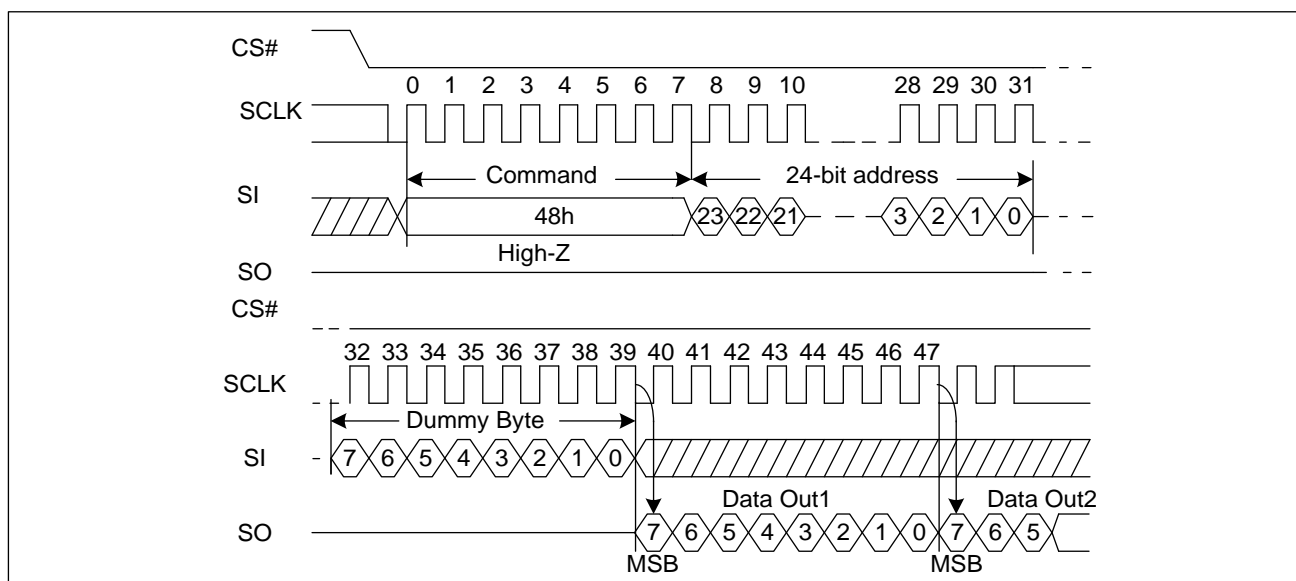 CS#
0 1 2 3 4 5 6 7 8 9 10 28 29 30 31
SCLK
Command 24-bit address
SI
48h 23 22 21 3 2 1 0
High-Z
SO
CS#
32 33 34 35 36 37 38 39 40 41 42 43 44 45 46 47
SCLK
Dummy Byte
SI 7 6 5 4 3 2 1 0
Data Out1 Data Out2
SO 7 6 5 4 3 2 1 0 7 6 5
MSB MSB